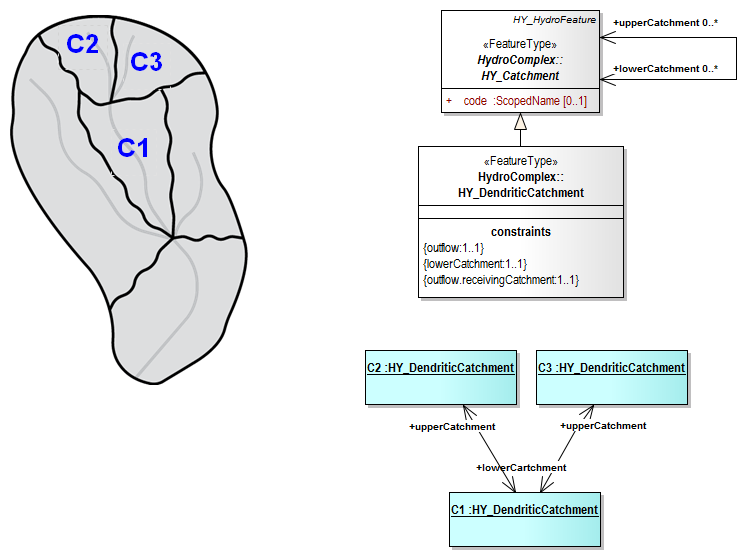 C2
C3
C1
HY_HydroFeature
«FeatureType»
HydroComplex::
HY_Catchment
+ code :ScopedName [0..1]
+upperCatchment 0..*
+lowerCatchment 0..*
«FeatureType»
HydroComplex::
HY_DendriticCatchment
constraints
{outflow:1..1}
{lowerCatchment:1..1}
{outflow.receivingCatchment:1..1}
C2 :HY_DendriticCatchment
C3 :HY_DendriticCatchment
+upperCatchment
+upperCatchment
+lowerCartchment
C1 :HY_DendriticCatchment